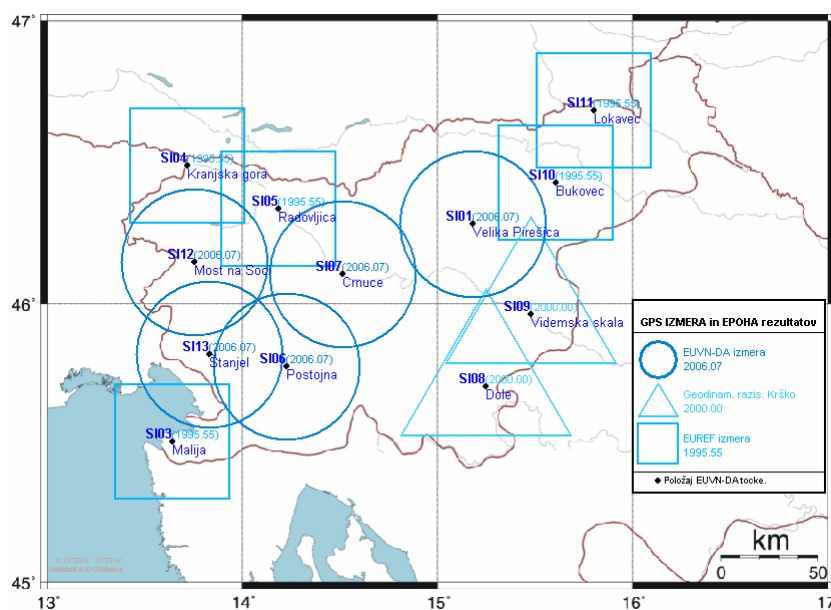 47°
SI11(1995.55)
Lokavec
SI04(1995.55)
Kranjska gora
SI10(1995.55)
Bukovec
SI05(1995.55)
Radovljica
SI01(2006.07)
Velika Pirešica
SI12(2006.07)
Most na Soci
SI07(2006.07)
Crnuce
46°
SI09(2000.00)
Videmska skala
GPS IZMERA in EPOHA rezultatov
EUVN-DA izmera
2006.07
Geodinam. razis. Krško
2000.00
EUREF izmera
1995.55
Položaj EUVN-DA tocke.
SI13(2006.07)
Stanjel
SI06(2006.07)
Postojna
SI08(2000.00)
Dole
SI03(1995.55)
Malija
km
0 50
45°
13° 14° 15° 16° 17